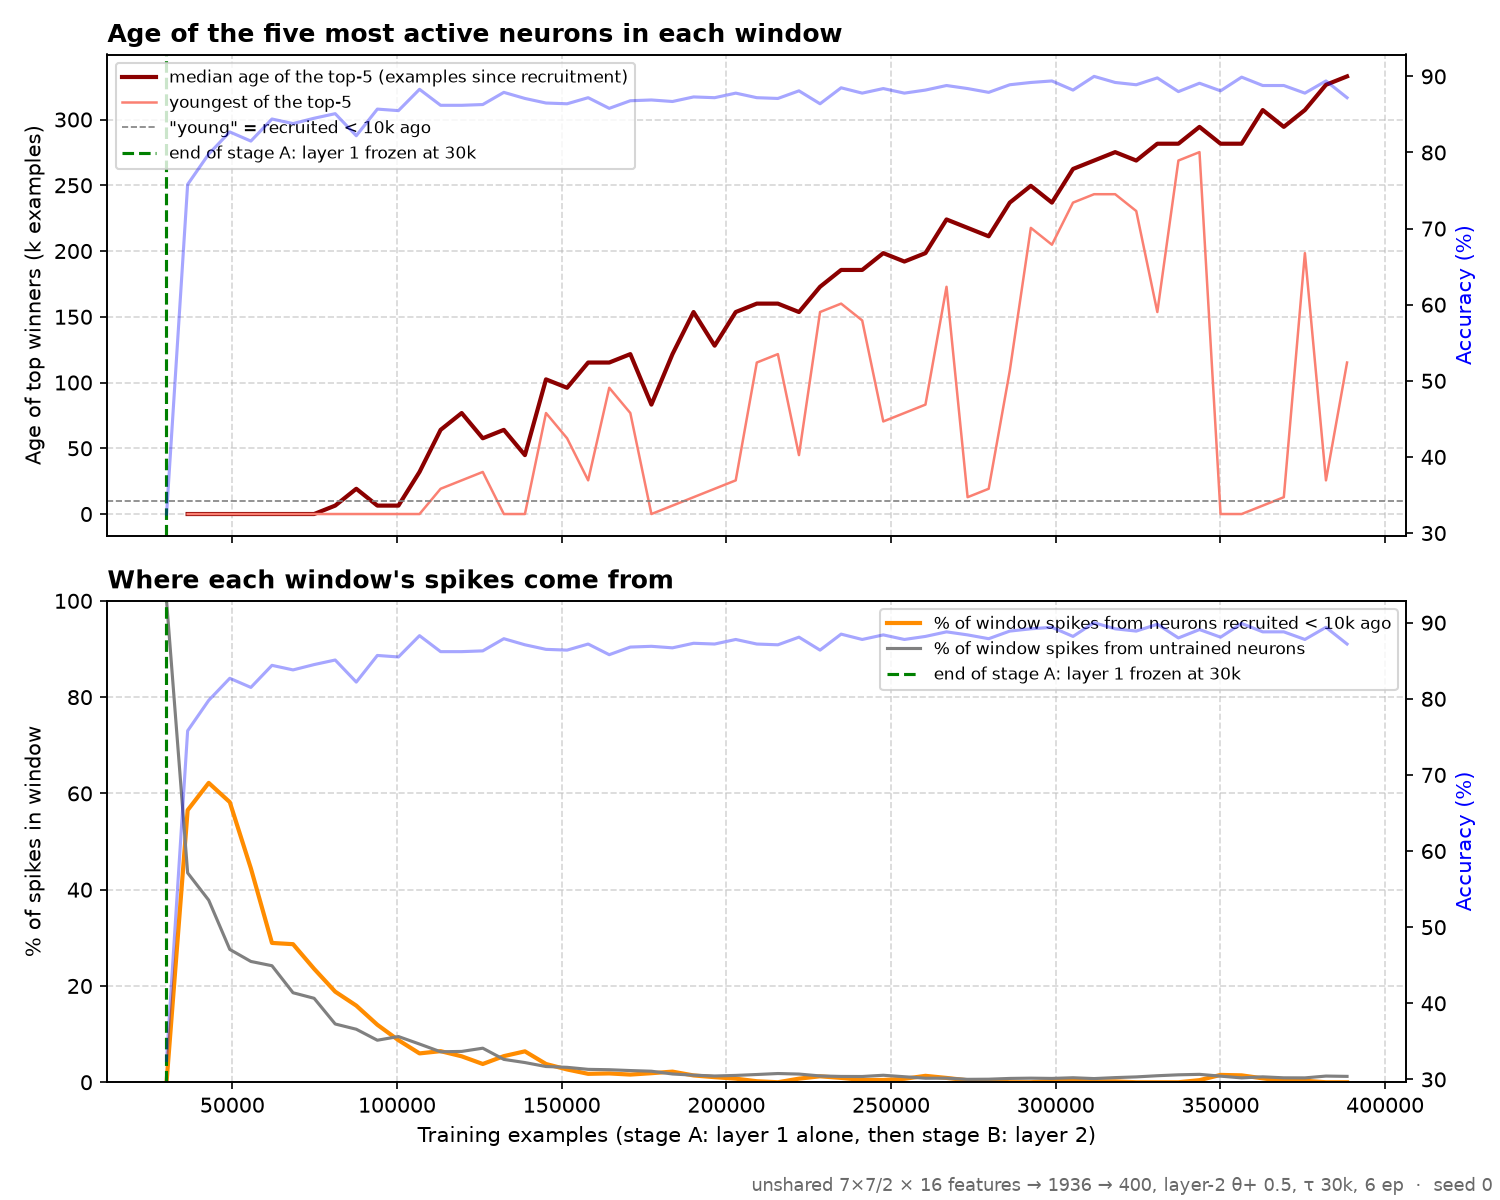 Age of the five most active neurons in each window
median age of the top-5 (examples since recruitment)
youngest of the top-5
"young" = recruited < 10k ago
end of stage A: layer 1 frozen at 30k
Age of top winners (k examples)
300
250
200
150
100
50
0
90
80
70
60
50
40
30
Accuracy (%)
Where each window's spikes come from
% of window spikes from neurons recruited < 10k ago
% of window spikes from untrained neurons
end of stage A: layer 1 frozen at 30k
% of spikes in window
100
80
60
40
20
0
90
80
70
60
50
40
30
Accuracy (%)
50000 100000 150000 200000 250000 300000 350000 400000
Training examples (stage A: layer 1 alone, then stage B: layer 2)
unshared 7×7/2 × 16 features → 1936 → 400, layer-2 θ+ 0.5, τ 30k, 6 ep · seed 0